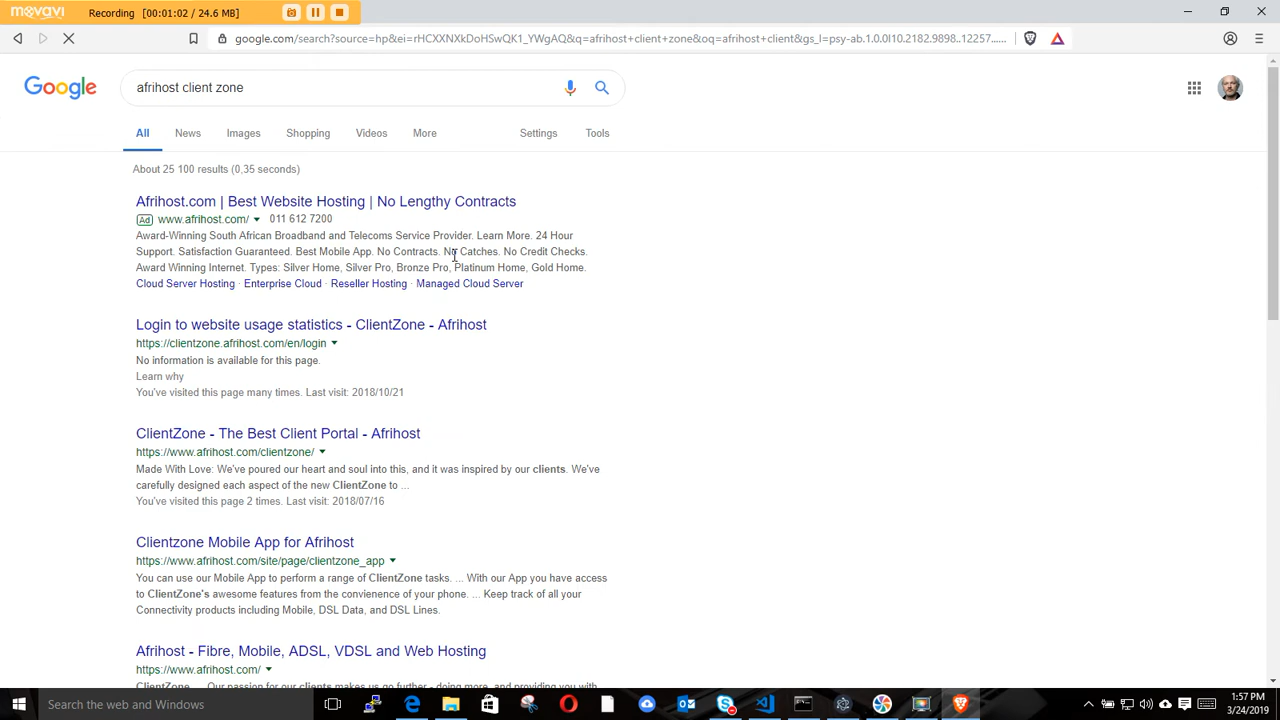 movavi Recording [00:01:02 / 24.6 MB]
google.com/search?source=hp&ei=rHCXXNXkDoHSwQK1_YWgAQ&q=afrihost+client+zone&oq=afrihost+client&gs_l=psy-ab.1.0.0l10.2182.9898..12257......
Google afrihost client zone
All News Images Shopping Videos More Settings Tools
About 25 100 results (0,35 seconds)
Afrihost.com | Best Website Hosting | No Lengthy Contracts
Ad www.afrihost.com/ 011 612 7200
Award-Winning South African Broadband and Telecoms Service Provider. Learn More. 24 Hour
Support. Satisfaction Guaranteed. Best Mobile App. No Contracts. No Catches. No Credit Checks.
Award Winning Internet. Types: Silver Home, Silver Pro, Bronze Pro, Platinum Home, Gold Home.
Cloud Server Hosting · Enterprise Cloud · Reseller Hosting · Managed Cloud Server
Login to website usage statistics - ClientZone - Afrihost
https://clientzone.afrihost.com/en/login
No information is available for this page.
Learn why
You've visited this page many times. Last visit: 2018/10/21
ClientZone - The Best Client Portal - Afrihost
https://www.afrihost.com/clientzone/
Made With Love: We've poured our heart and soul into this, and it was inspired by our clients. We've
carefully designed each aspect of the new ClientZone to ...
You've visited this page 2 times. Last visit: 2018/07/16
Clientzone Mobile App for Afrihost
https://www.afrihost.com/site/page/clientzone_app
You can use our Mobile App to perform a range of ClientZone tasks. ... With our App you have access
to ClientZone's awesome features from the convienence of your phone. ... Keep track of all your
Connectivity products including Mobile, DSL Data, and DSL Lines.
Afrihost - Fibre, Mobile, ADSL, VDSL and Web Hosting
https://www.afrihost.com/
ClientZone ... Our passion for our clients makes us go further - doing more, and providing you with
Search the web and Windows
1:57 PM
3/24/2019